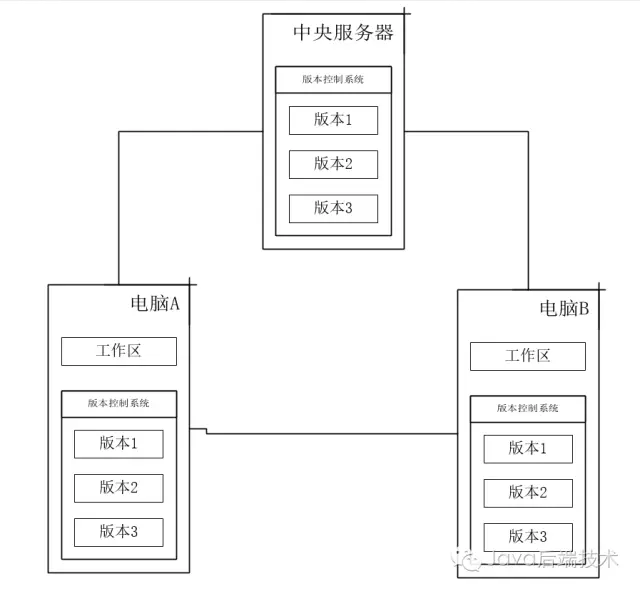 中央服务器
版本控制系统
版本1
版本2
版本3
电脑A
工作区
版本控制系统
版本1
版本2
版本3
电脑B
工作区
版本控制系统
版本1
版本2
版本3
Java后端技术